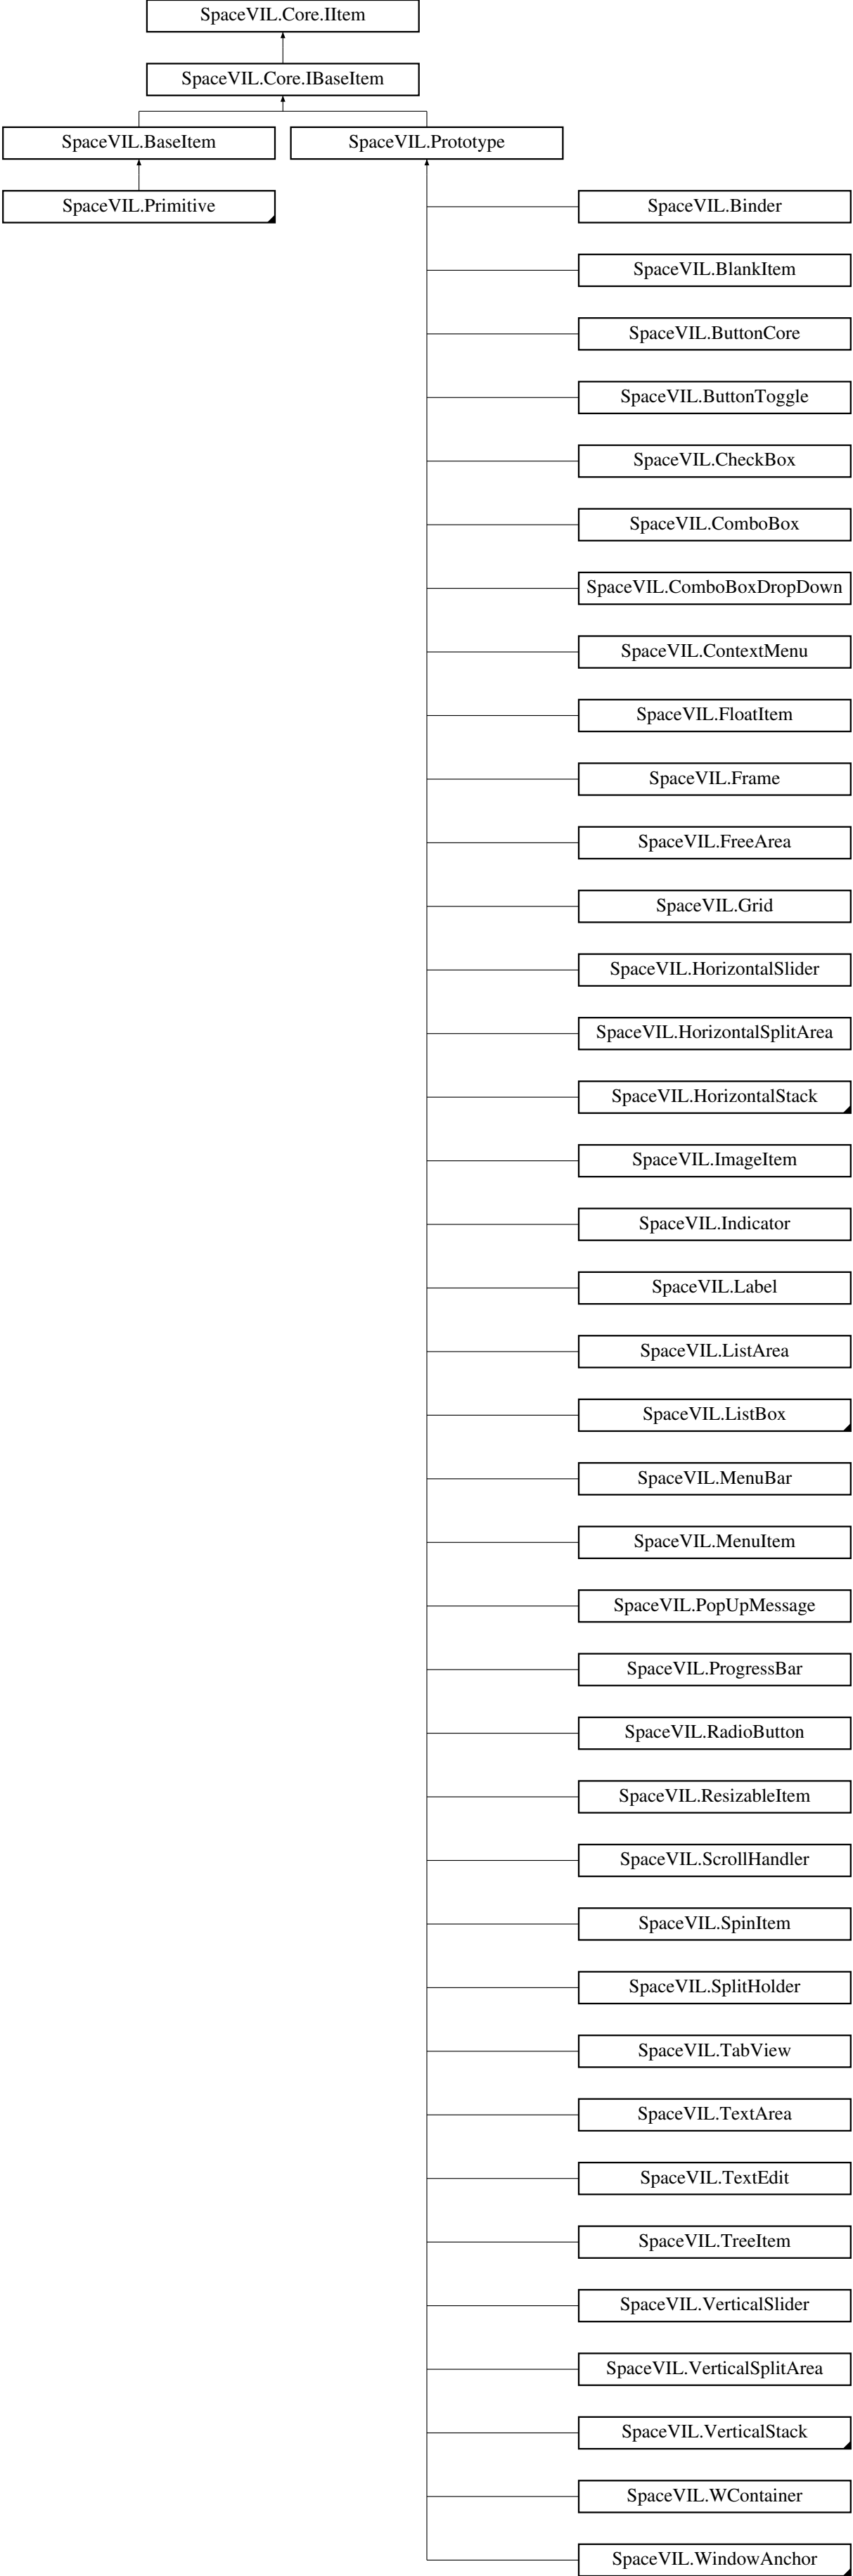 SpaceVIL.Core.IItem
SpaceVIL.Core.IBaseItem
SpaceVIL.BaseItem
SpaceVIL.Prototype
SpaceVIL.Primitive
SpaceVIL.Binder
SpaceVIL.BlankItem
SpaceVIL.ButtonCore
SpaceVIL.ButtonToggle
SpaceVIL.CheckBox
SpaceVIL.ComboBox
SpaceVIL.ComboBoxDropDown
SpaceVIL.ContextMenu
SpaceVIL.FloatItem
SpaceVIL.Frame
SpaceVIL.FreeArea
SpaceVIL.Grid
SpaceVIL.HorizontalSlider
SpaceVIL.HorizontalSplitArea
SpaceVIL.HorizontalStack
SpaceVIL.ImageItem
SpaceVIL.Indicator
SpaceVIL.Label
SpaceVIL.ListArea
SpaceVIL.ListBox
SpaceVIL.MenuBar
SpaceVIL.MenuItem
SpaceVIL.PopUpMessage
SpaceVIL.ProgressBar
SpaceVIL.RadioButton
SpaceVIL.ResizableItem
SpaceVIL.ScrollHandler
SpaceVIL.SpinItem
SpaceVIL.SplitHolder
SpaceVIL.TabView
SpaceVIL.TextArea
SpaceVIL.TextEdit
SpaceVIL.TreeItem
SpaceVIL.VerticalSlider
SpaceVIL.VerticalSplitArea
SpaceVIL.VerticalStack
SpaceVIL.WContainer
SpaceVIL.WindowAnchor